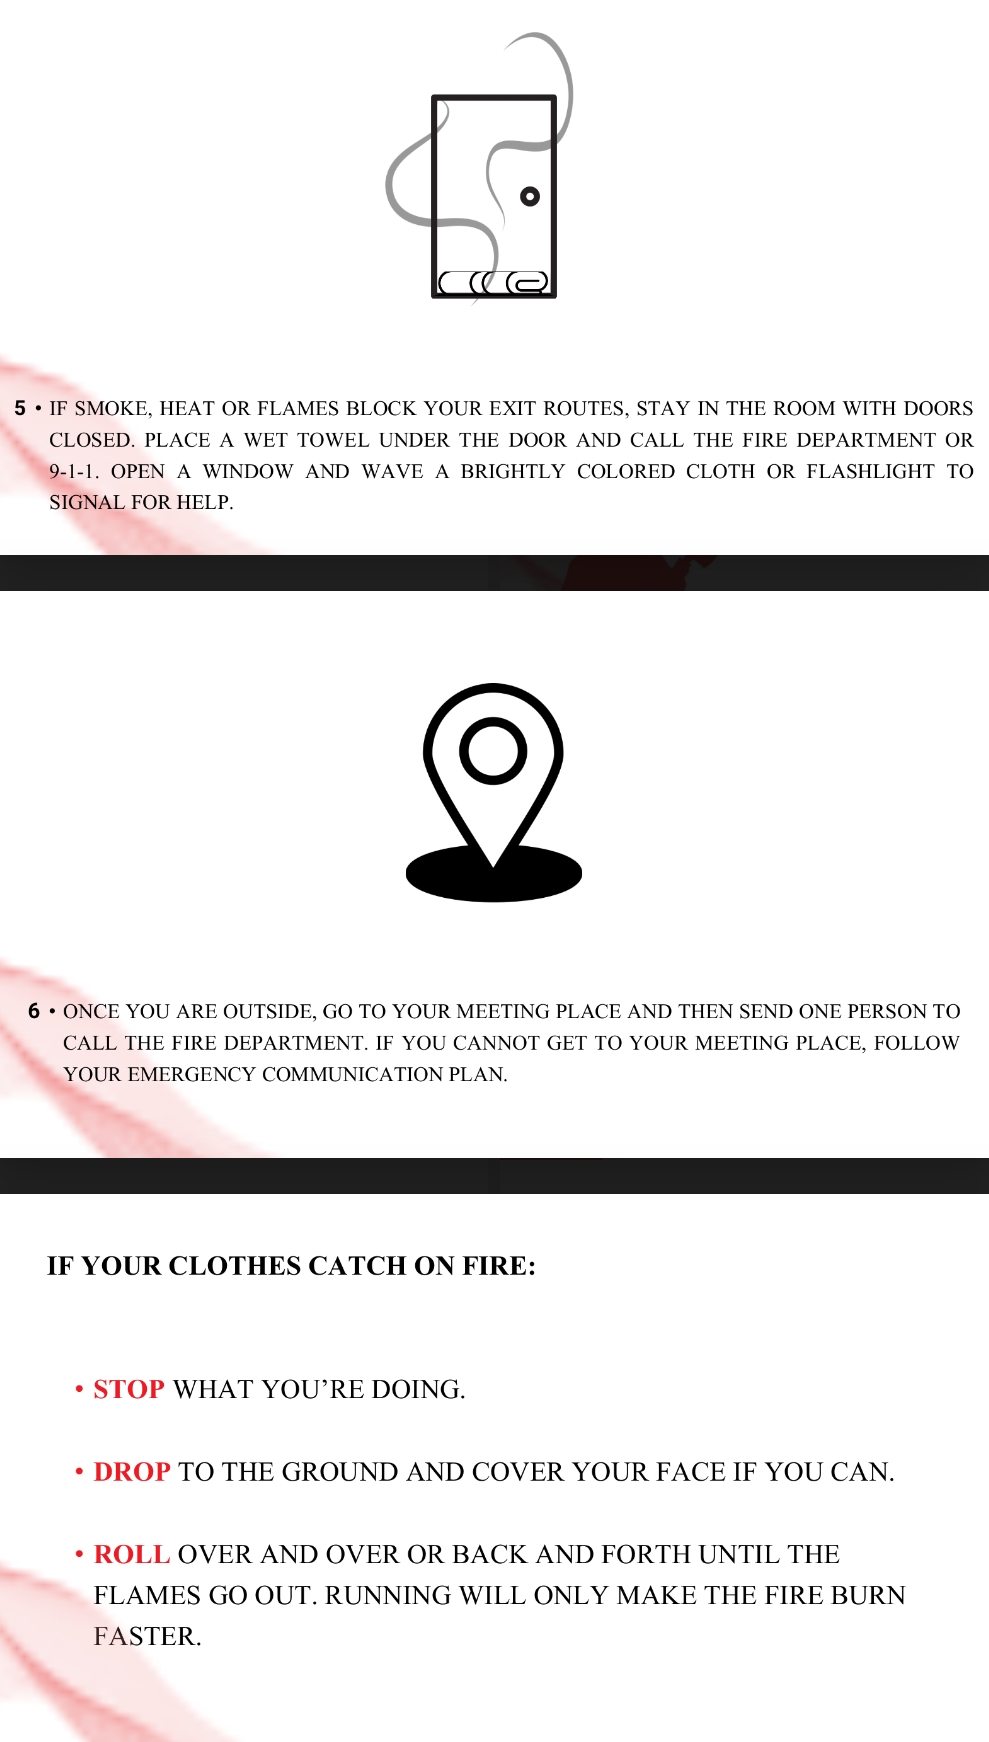 5 • IF SMOKE, HEAT OR FLAMES BLOCK YOUR EXIT ROUTES, STAY IN THE ROOM WITH DOORS
CLOSED. PLACE A WET TOWEL UNDER THE DOOR AND CALL THE FIRE DEPARTMENT OR
9-1-1. OPEN A WINDOW AND WAVE A BRIGHTLY COLORED CLOTH OR FLASHLIGHT TO
SIGNAL FOR HELP.
6 • ONCE YOU ARE OUTSIDE, GO TO YOUR MEETING PLACE AND THEN SEND ONE PERSON TO
CALL THE FIRE DEPARTMENT. IF YOU CANNOT GET TO YOUR MEETING PLACE, FOLLOW
YOUR EMERGENCY COMMUNICATION PLAN.
IF YOUR CLOTHES CATCH ON FIRE:
• STOP WHAT YOU’RE DOING.
• DROP TO THE GROUND AND COVER YOUR FACE IF YOU CAN.
• ROLL OVER AND OVER OR BACK AND FORTH UNTIL THE
FLAMES GO OUT. RUNNING WILL ONLY MAKE THE FIRE BURN
FASTER.